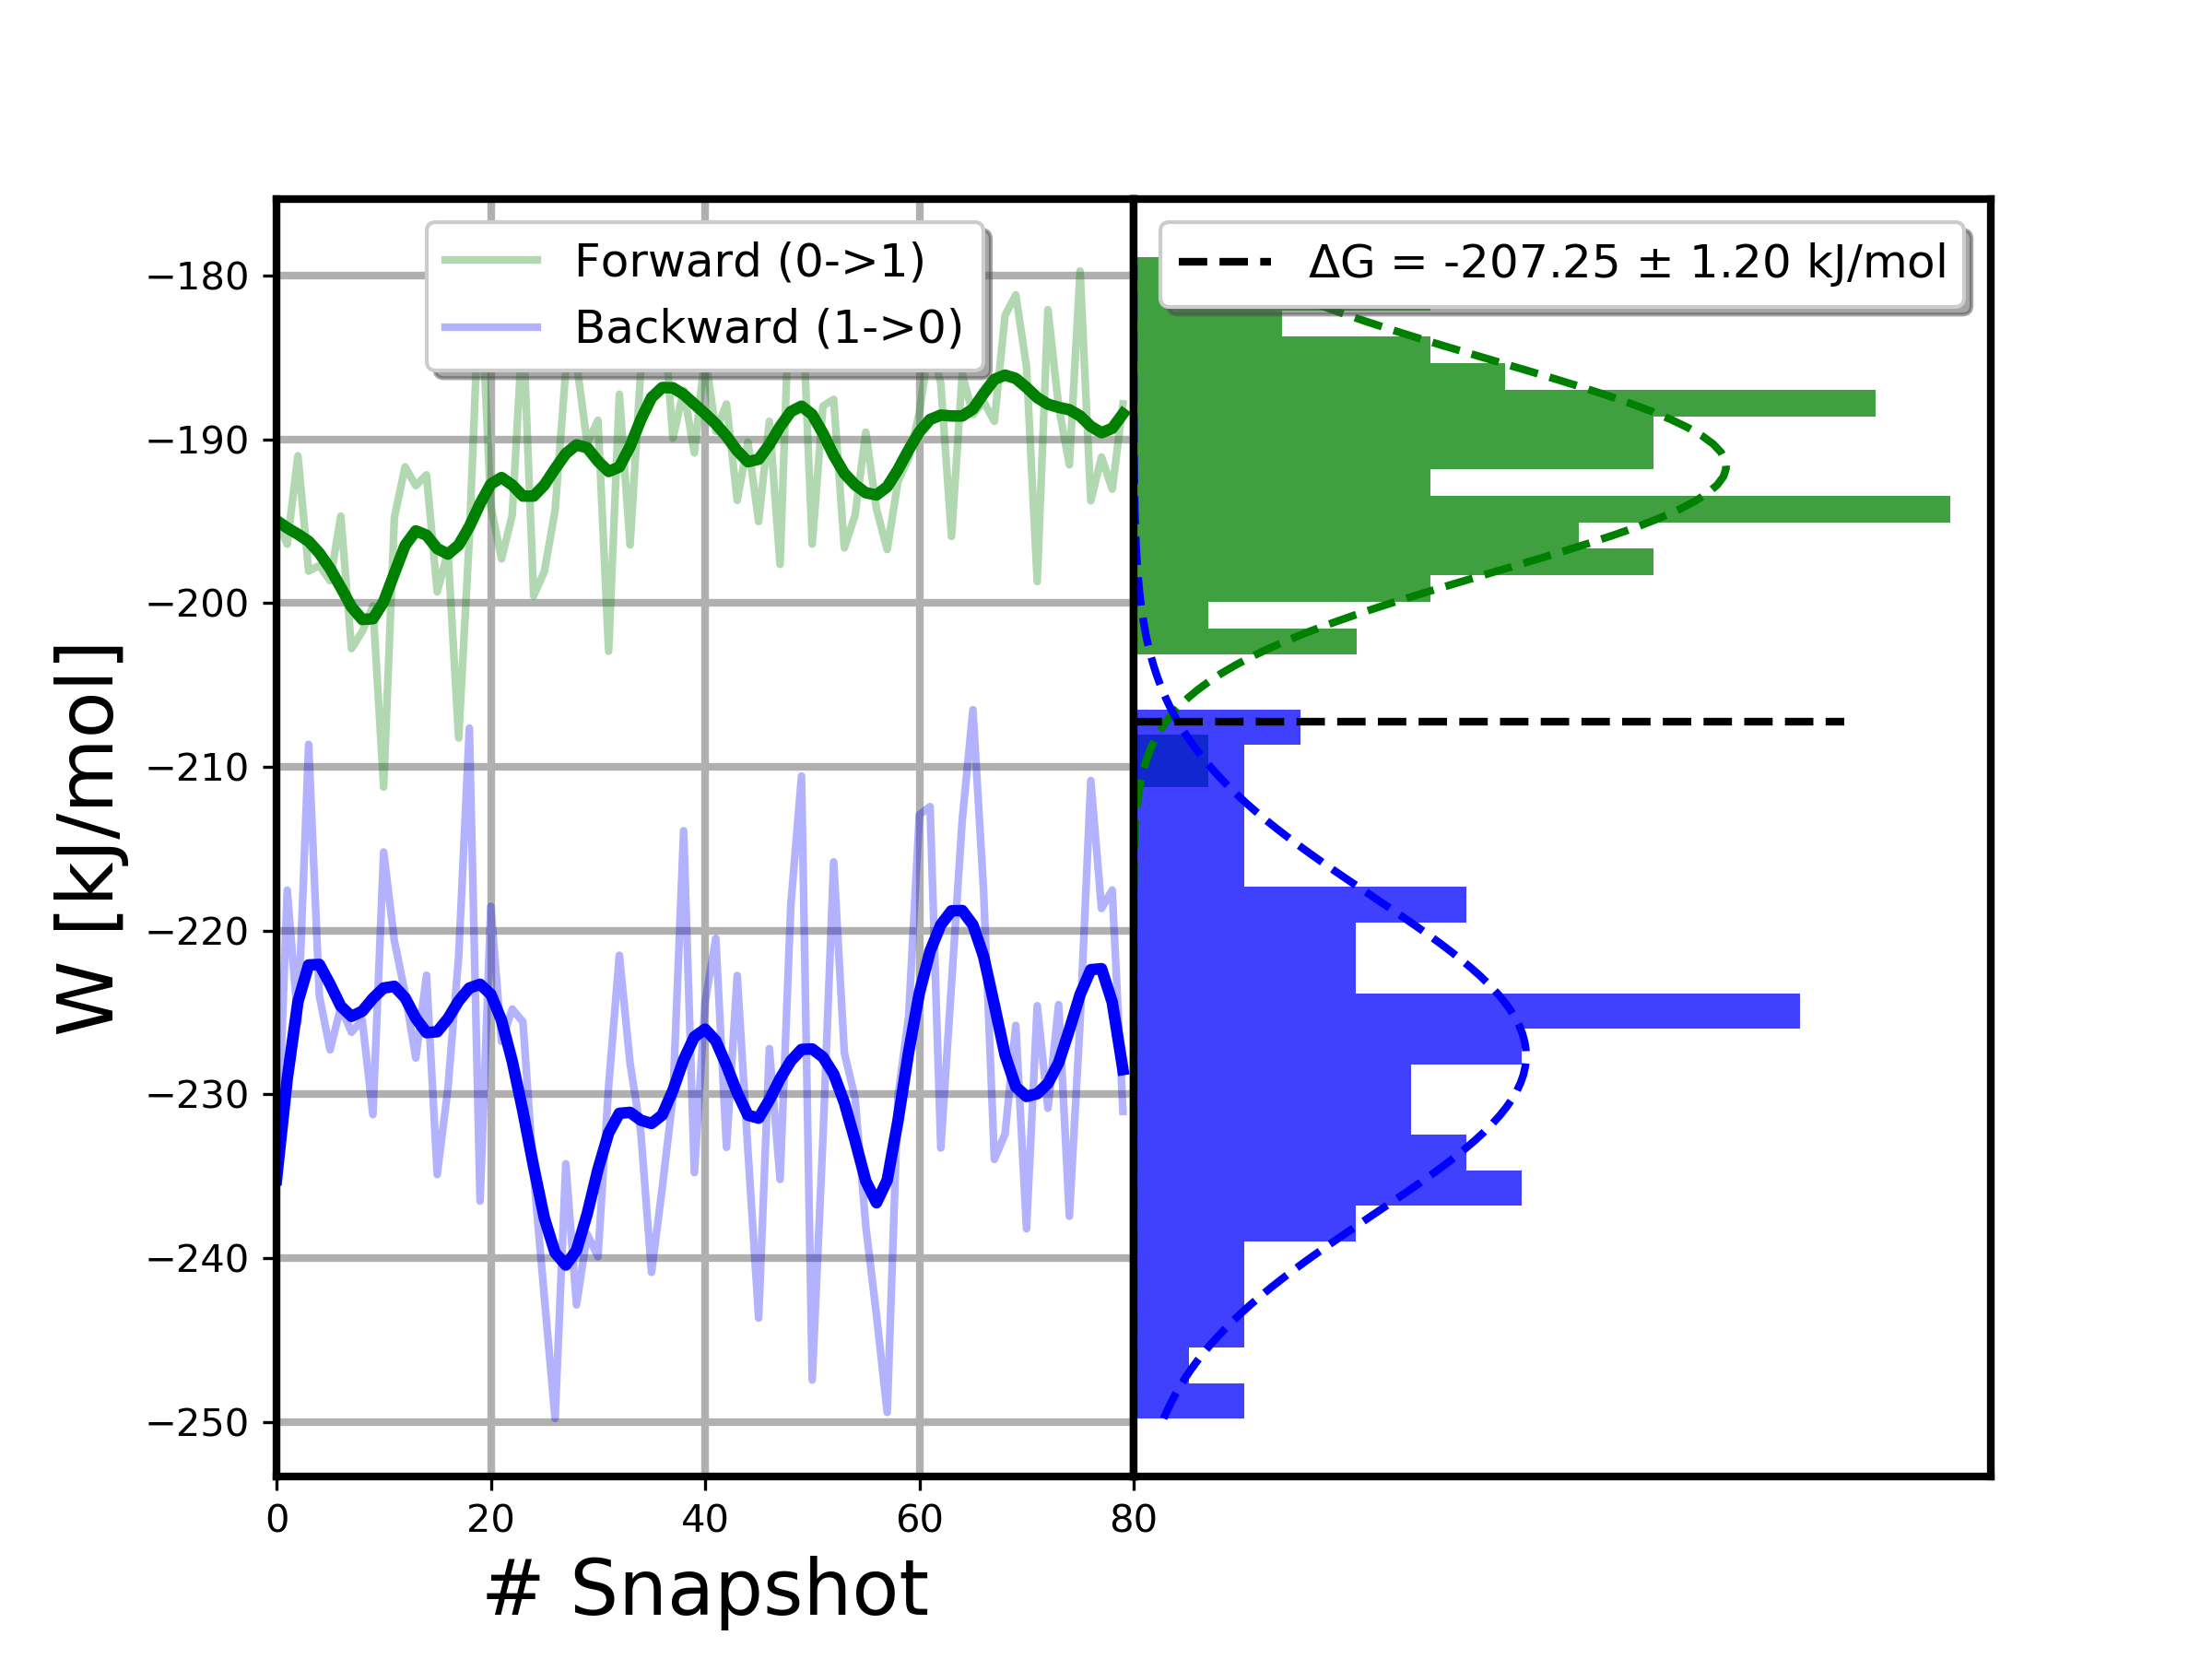 Forward (0->1)
Backward (1->0)
ΔG = -207.25 ± 1.20 kJ/mol
W [kJ/mol]
−180
−190
−200
−210
−220
−230
−240
−250
0 20 40 60 80
# Snapshot